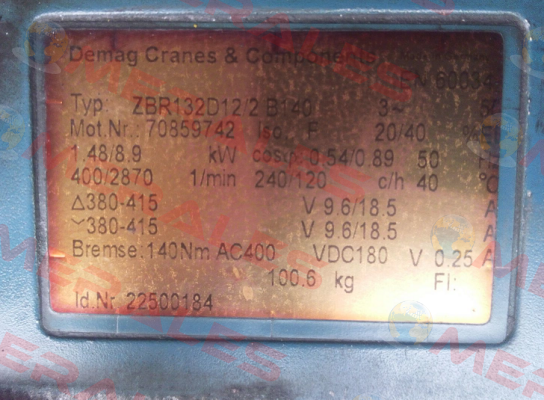 Demag Cranes & Components
EN 60034
Typ: ZBR132D12/2 B140 3~
Mot.Nr.: 70859742 Iso. F 20/40 %
1.48/8.9 kW cosφ: 0.54/0.89 50
400/2870 1/min 240/120 c/h 40 °C
Δ380-415 V 9.6/18.5 A
380-415 V 9.6/18.5 A
Bremse:140Nm AC400 VDC180 V 0.25 A
100.6 kg FI:
Id.Nr 22500184
MERALES